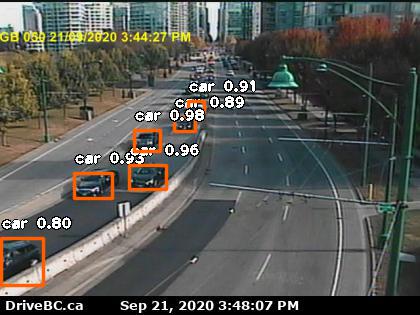 GB 050 21/09/2020 3:44:27 PM
car 0.91
car 0.89
car 0.98
car 0.96
car 0.93
car 0.80
DriveBC.ca Sep 21, 2020 3:48:07 PM